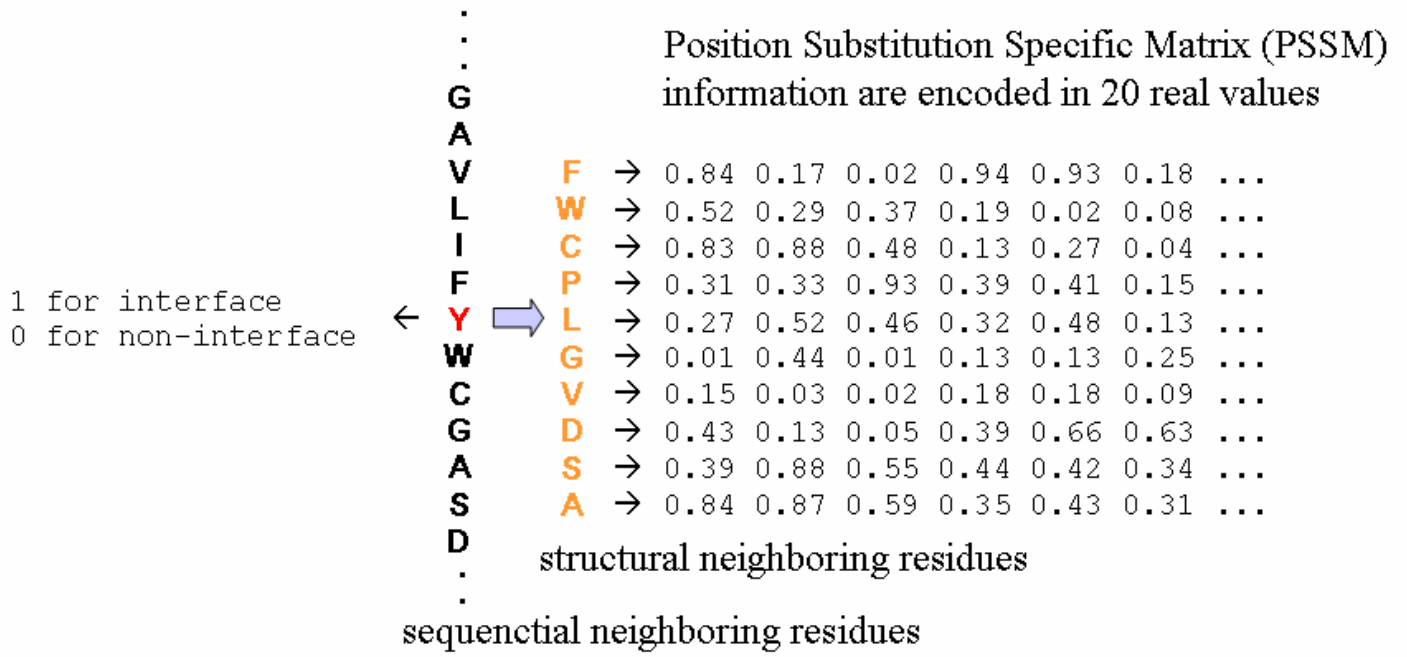 .
.
.
Position Substitution Specific Matrix (PSSM)
information are encoded in 20 real values
G
A
V
L
I
F
Y
W
C
G
A
S
D
.
.
1 for interface
0 for non-interface
←
F → 0.84 0.17 0.02 0.94 0.93 0.18 ...
W → 0.52 0.29 0.37 0.19 0.02 0.08 ...
C → 0.83 0.88 0.48 0.13 0.27 0.04 ...
P → 0.31 0.33 0.93 0.39 0.41 0.15 ...
L → 0.27 0.52 0.46 0.32 0.48 0.13 ...
G → 0.01 0.44 0.01 0.13 0.13 0.25 ...
V → 0.15 0.03 0.02 0.18 0.18 0.09 ...
D → 0.43 0.13 0.05 0.39 0.66 0.63 ...
S → 0.39 0.88 0.55 0.44 0.42 0.34 ...
A → 0.84 0.87 0.59 0.35 0.43 0.31 ...
structural neighboring residues
sequenctial neighboring residues